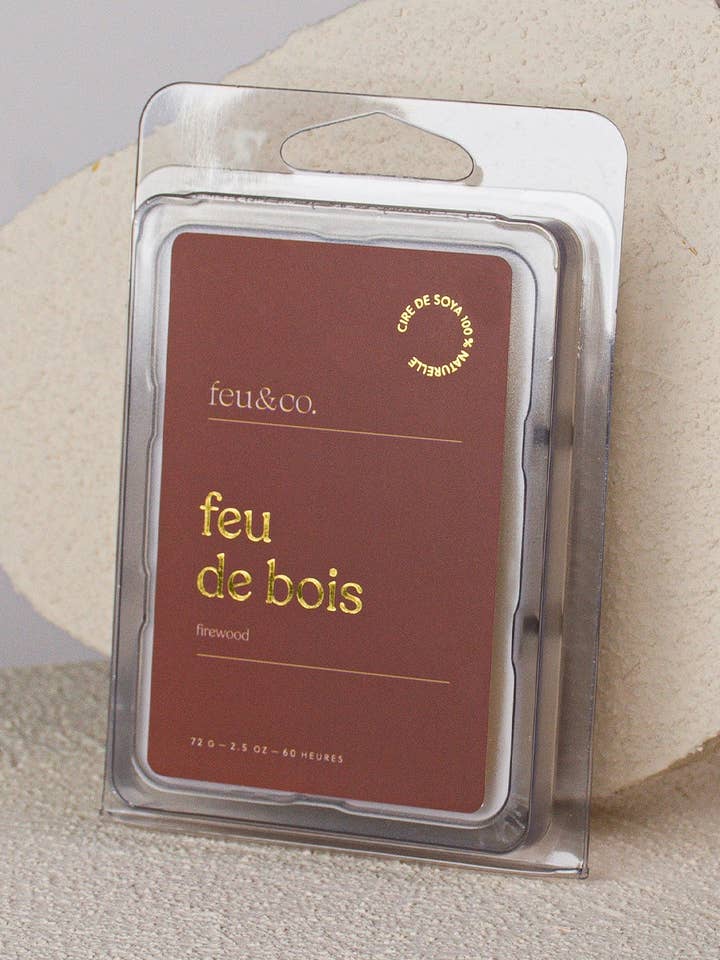 CIRE DE SOYA 100 % NATURELLE
feu&co.
feu
de bois
firewood
72 G — 2.5 OZ — 60 HEURES